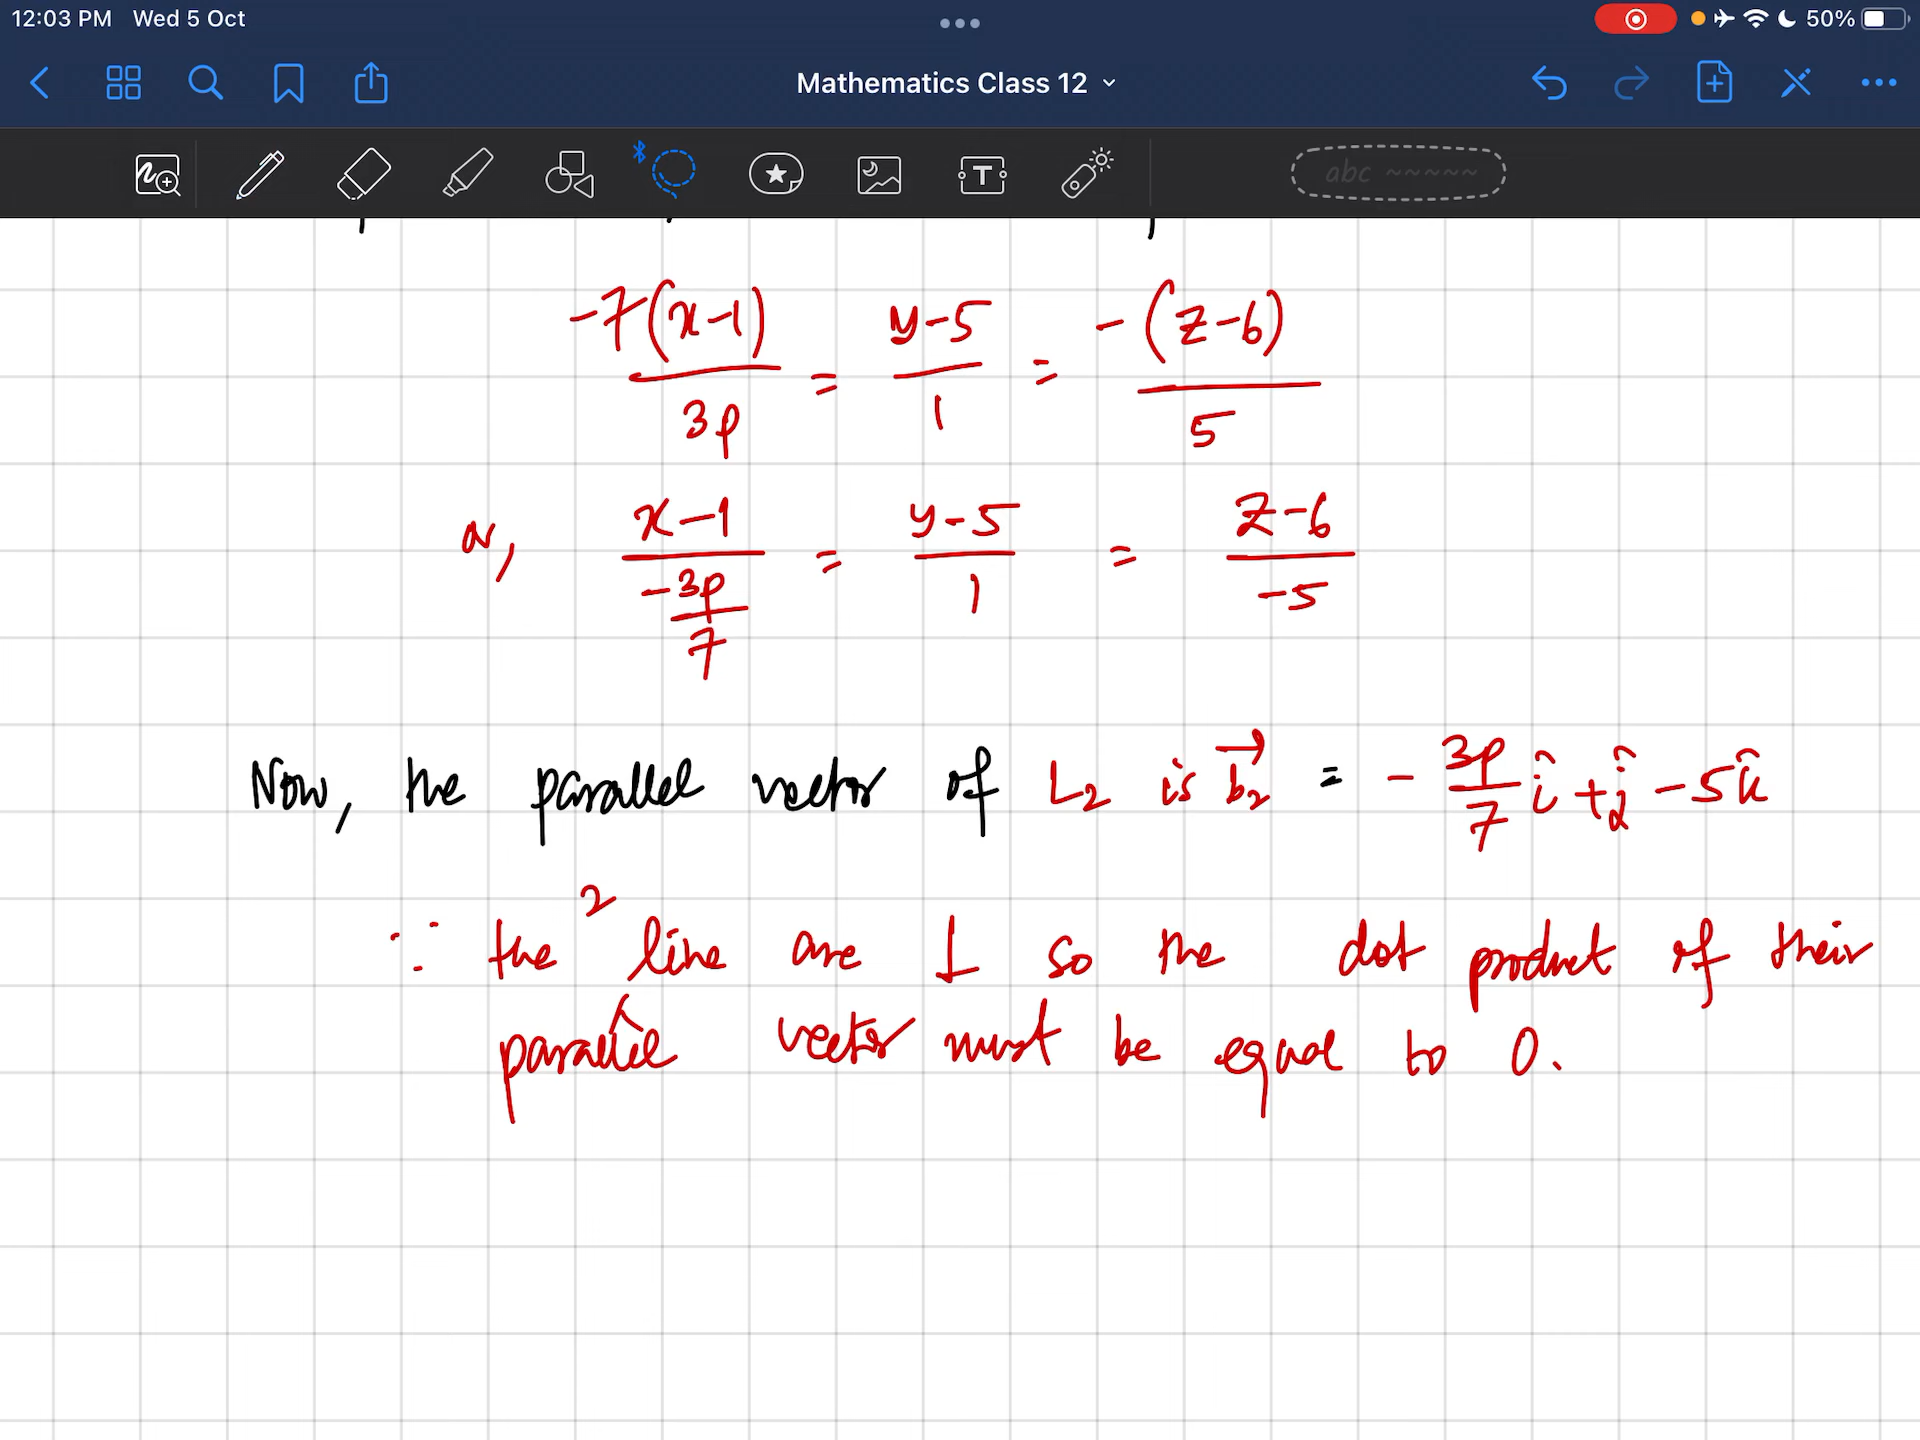 12:03 PM Wed 5 Oct
50%
Mathematics Class 12
abc
-7(x-1)/3p = y-5/1 = -(z-6)/5
or, x-1/(-3p/7) = y-5/1 = z-6/-5
Now, the parallel vector of L₂ is b₂→ = - 3p/7 î + ĵ - 5k̂
∵ the 2 line are ⊥ so the dot product of their
parallel vector must be equal to 0.